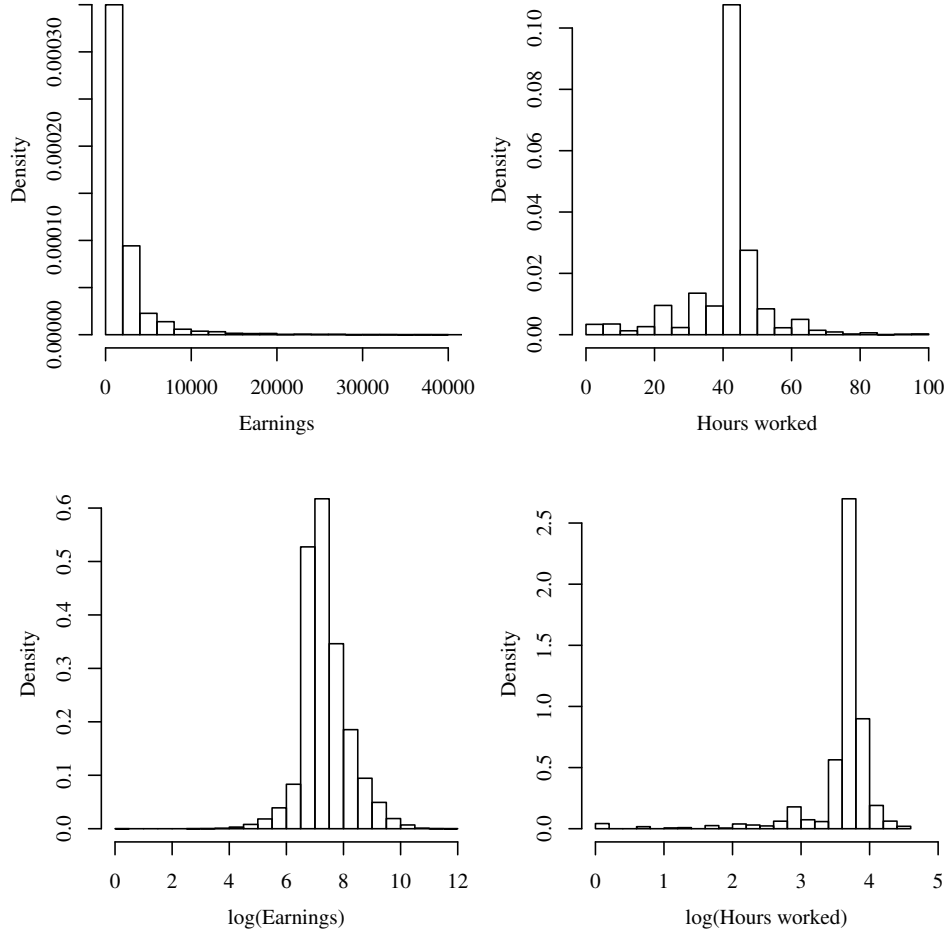 0.00000 0.00010 0.00020 0.00030
Density
0 10000 20000 30000 40000
Earnings
0.00 0.02 0.04 0.06 0.08 0.10
Density
0 20 40 60 80 100
Hours worked
0.0 0.1 0.2 0.3 0.4 0.5 0.6
Density
0 2 4 6 8 10 12
log(Earnings)
0.0 0.5 1.0 1.5 2.0 2.5
Density
0 1 2 3 4 5
log(Hours worked)